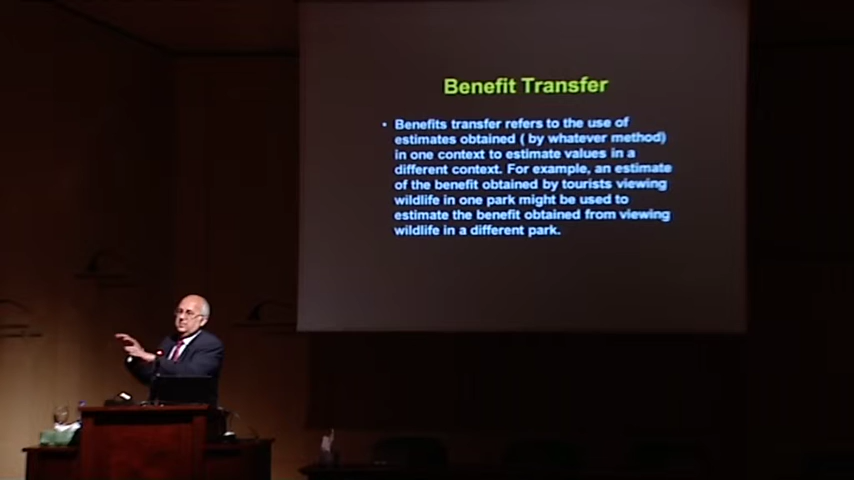 Benefit Transfer
• Benefits transfer refers to the use of
estimates obtained ( by whatever method)
in one context to estimate values in a
different context. For example, an estimate
of the benefit obtained by tourists viewing
wildlife in one park might be used to
estimate the benefit obtained from viewing
wildlife in a different park.